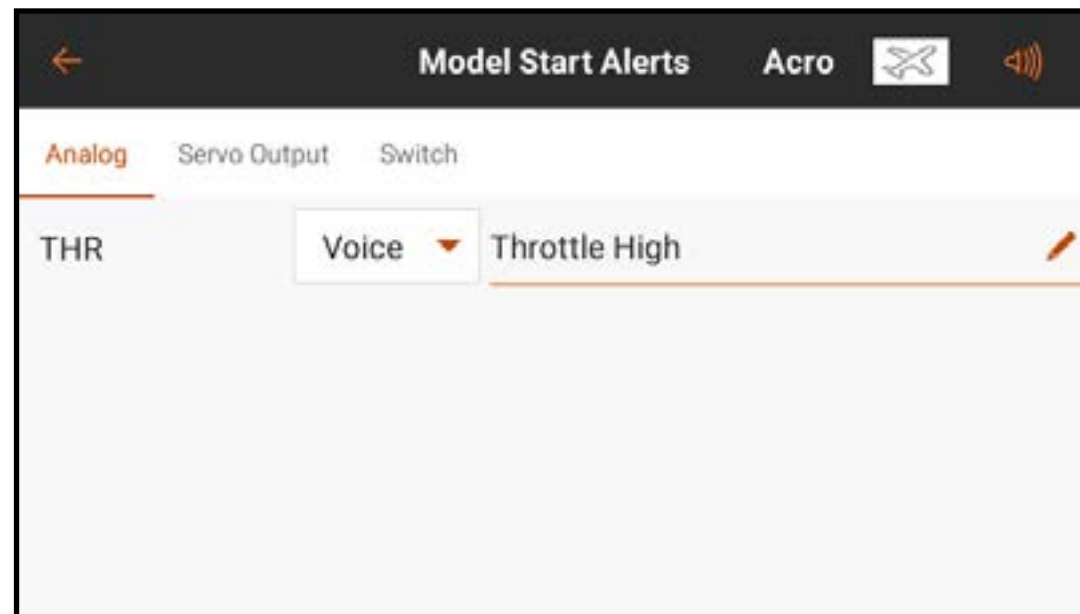 Model Start Alerts Acro
Analog Servo Output Switch
THR Voice Throttle High